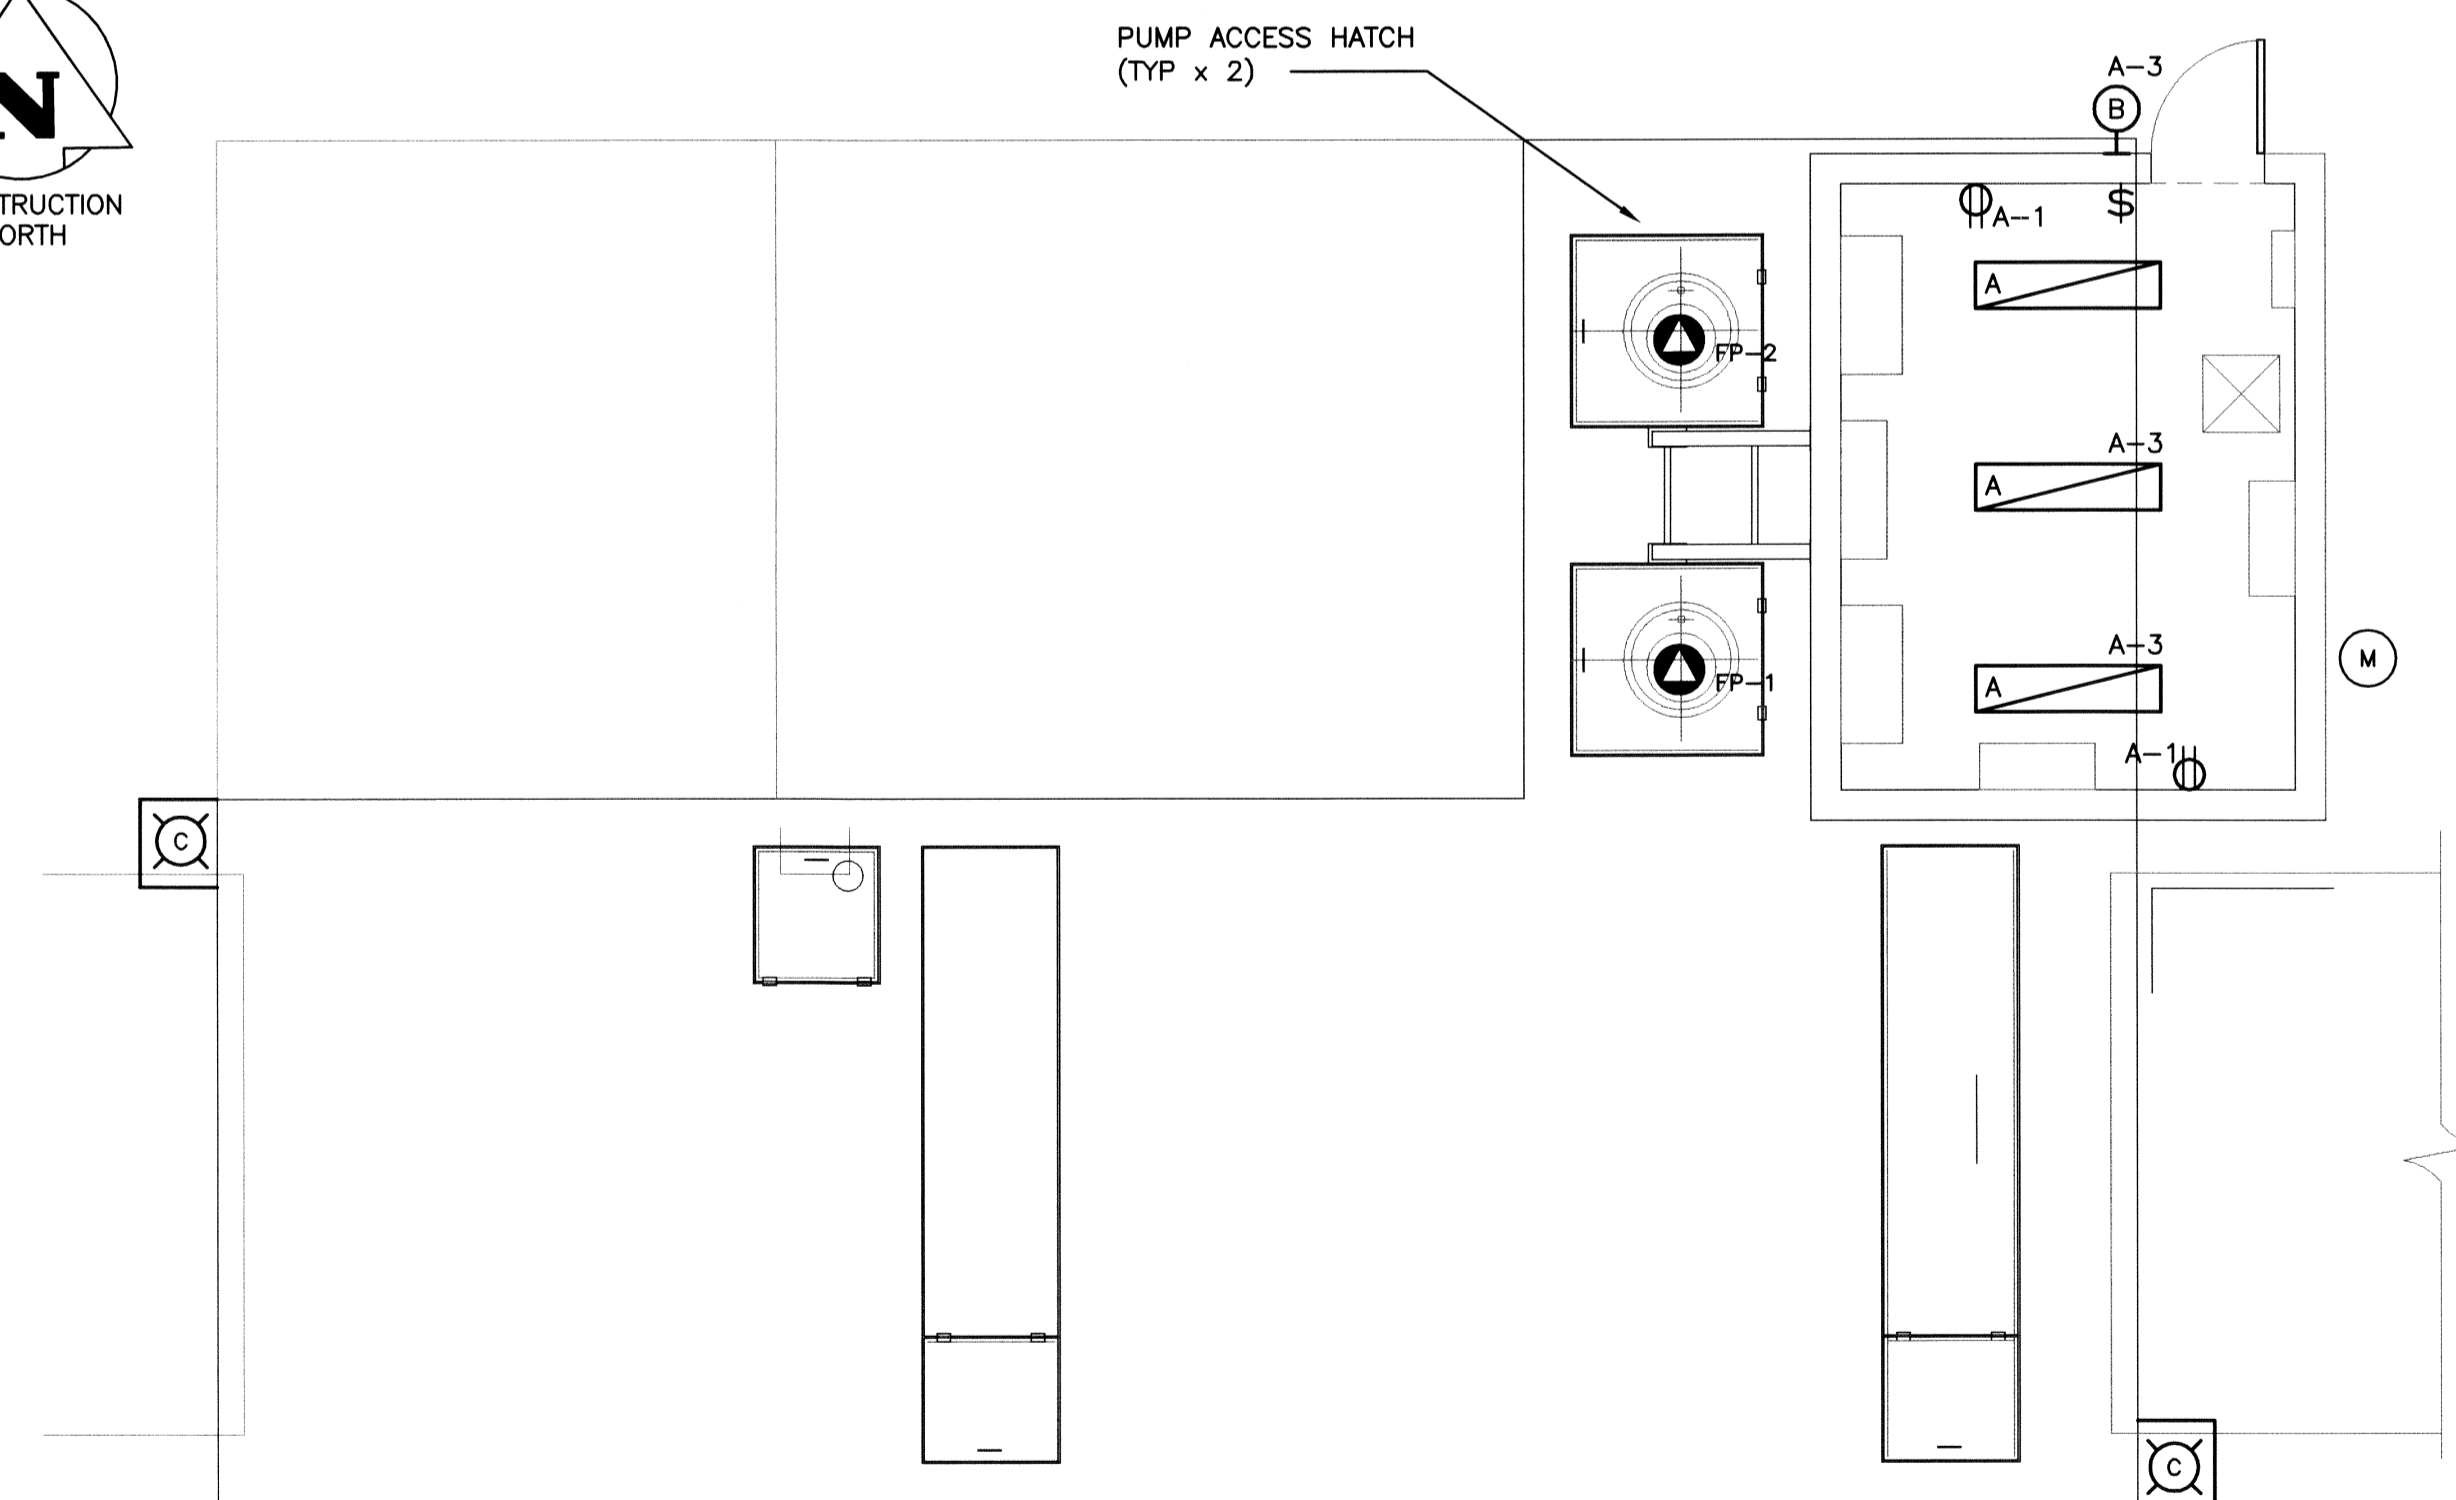 N
TRUCTION
ORTH
PUMP ACCESS HATCH
(TYP x 2)
A-3
B
A-1
$
A
FP-2
A-3
A
A-3
A
FP-1
M
A-1
C
C